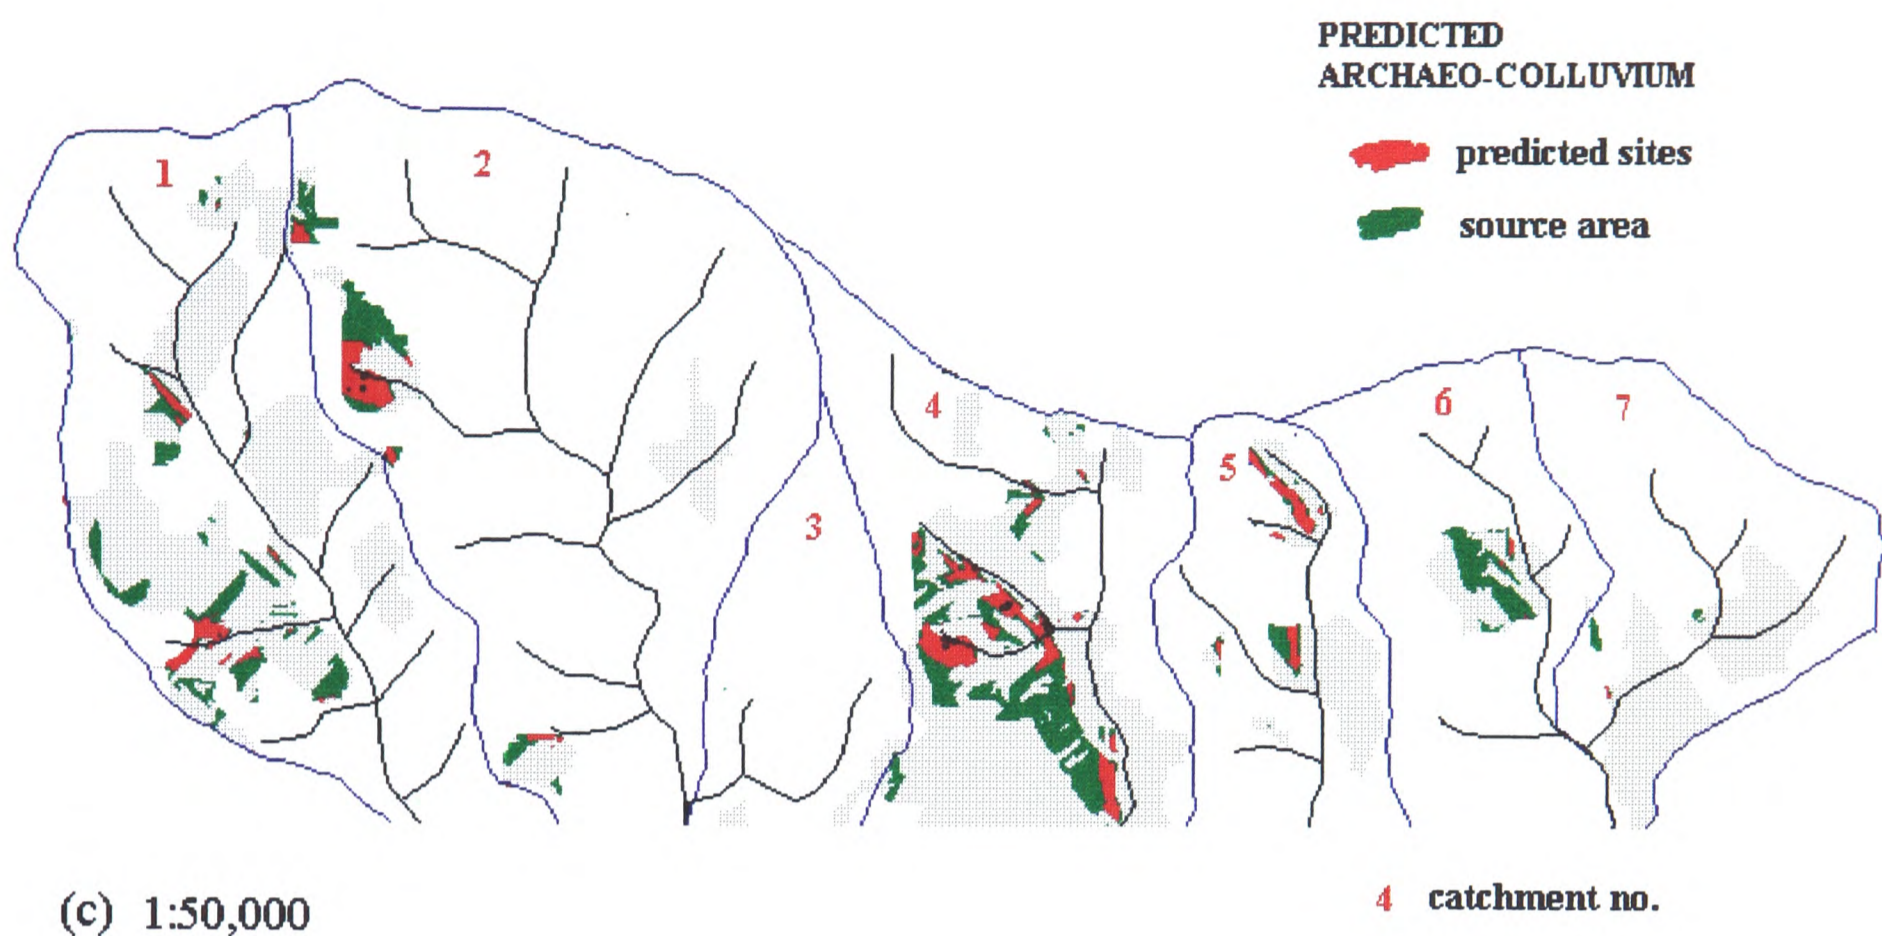 PREDICTED
ARCHAEO-COLLUVIUM
predicted sites
source area
1
2
3
4
5
6
7
4 catchment no.
(c) 1:50,000